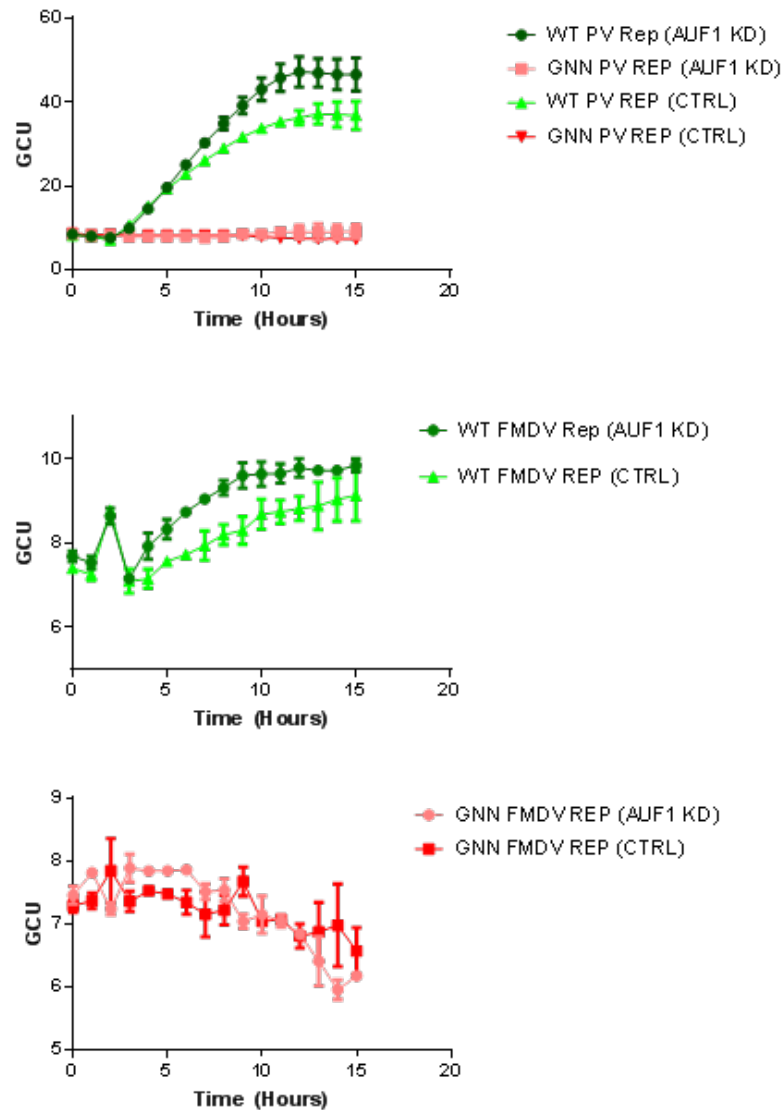 60
40
20
0
GCU
0
5
10
15
20
Time (Hours)
WT PV Rep (AUF1 KD)
GNN PV REP (AUF1 KD)
WT PV REP (CTRL)
GNN PV REP (CTRL)
10
8
6
GCU
0
5
10
15
20
Time (Hours)
WT FMDV Rep (AUF1 KD)
WT FMDV REP (CTRL)
9
8
7
6
5
GCU
0
5
10
15
20
Time (Hours)
GNN FMDV REP (AUF1 KD)
GNN FMDV REP (CTRL)